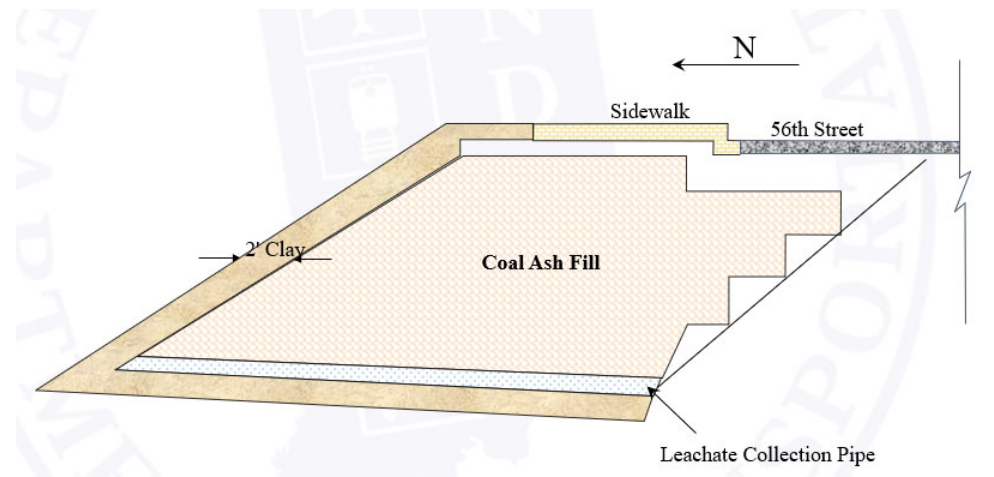 N
Sidewalk
56th Street
2' Clay
Coal Ash Fill
Leachate Collection Pipe